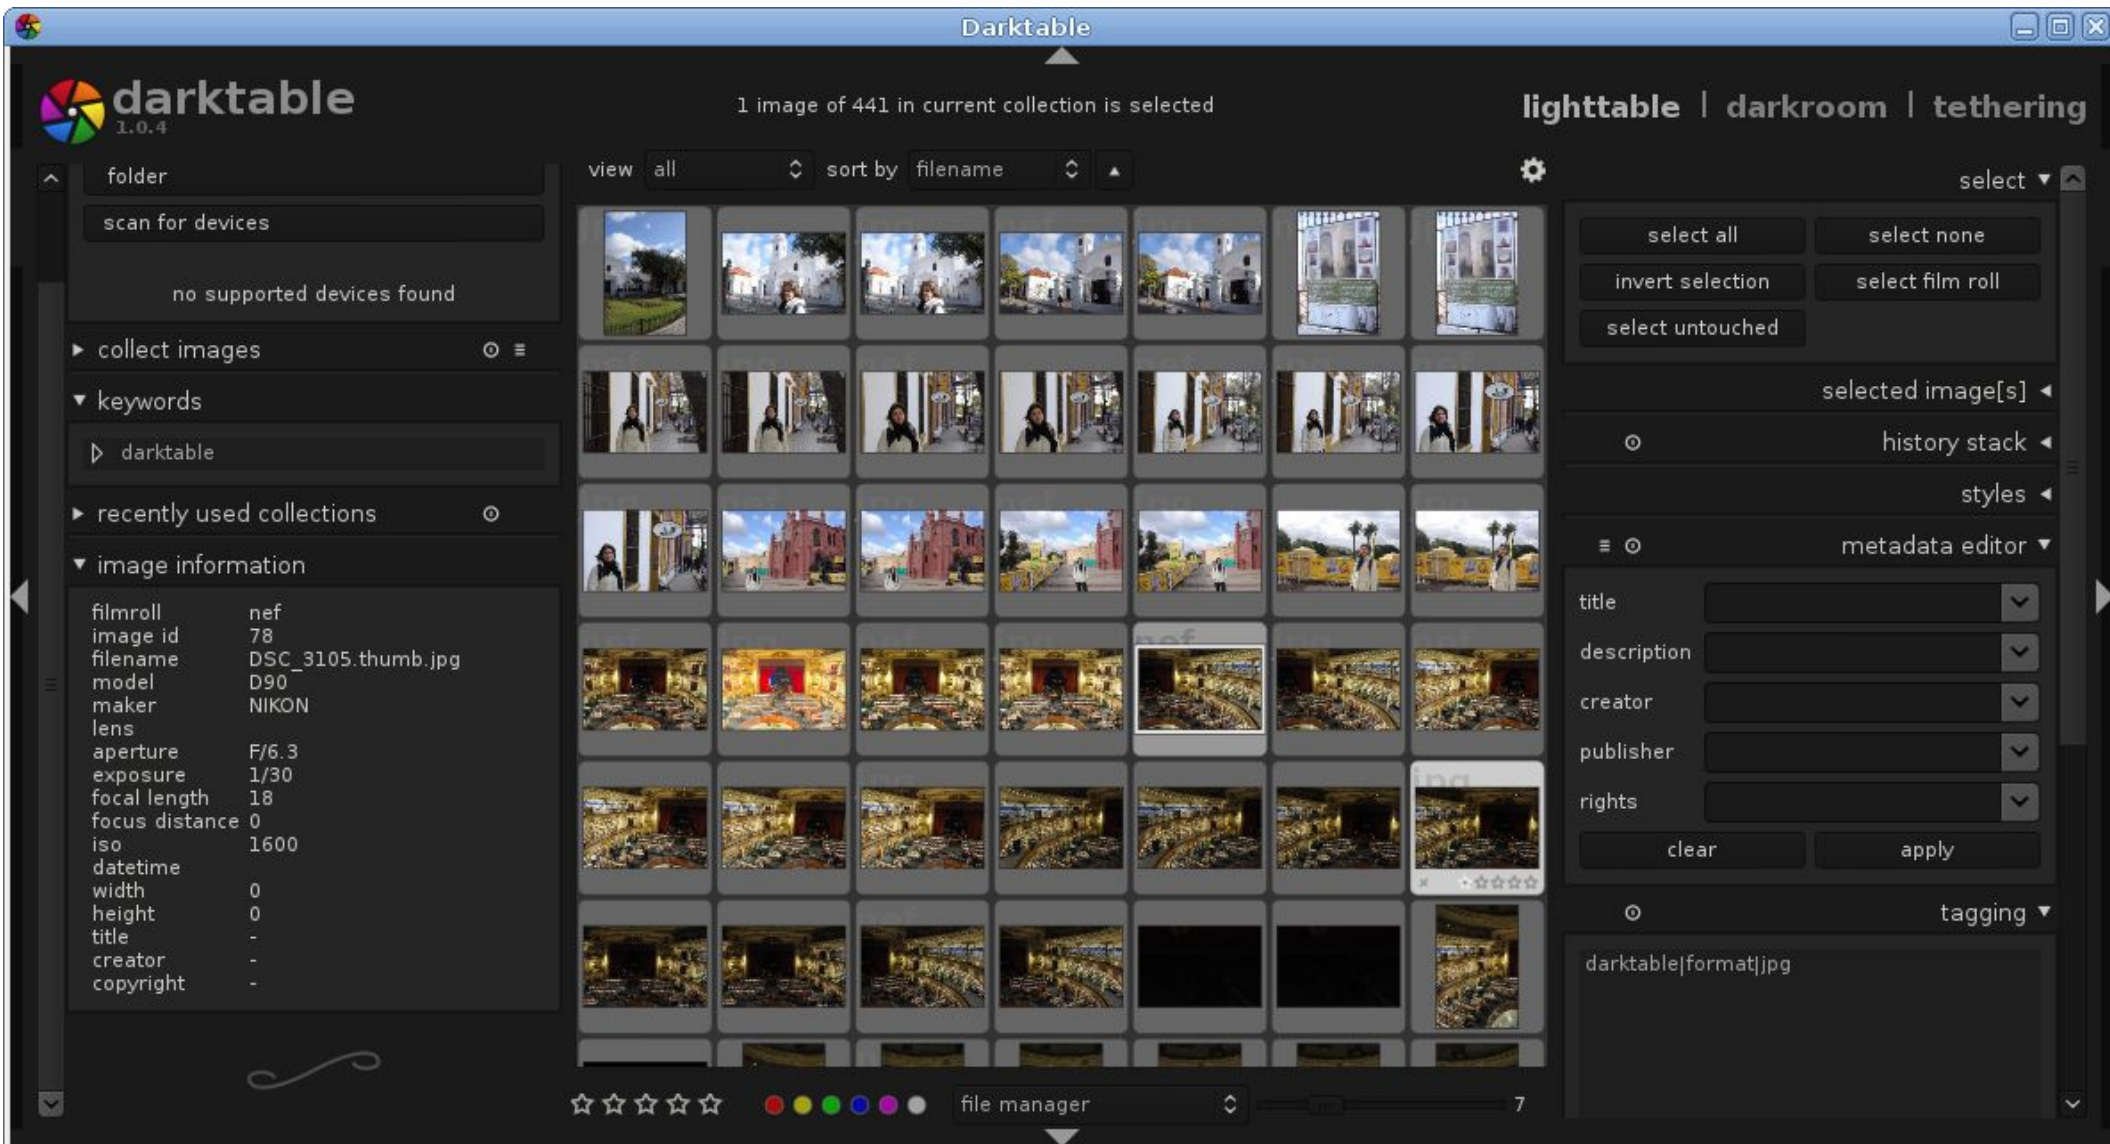 Darktable
darktable
1.0.4
1 image of 441 in current collection is selected
lighttable | darkroom | tethering
folder
scan for devices
no supported devices found
collect images
keywords
darktable
recently used collections
image information
filmroll nef
image id 78
filename DSC_3105.thumb.jpg
model D90
maker NIKON
lens
aperture F/6.3
exposure 1/30
focal length 18
focus distance 0
iso 1600
datetime
width 0
height 0
title -
creator -
copyright -
view all sort by filename
nef
jpg
file manager 7
select
select all select none
invert selection select film roll
select untouched
selected image[s]
history stack
styles
metadata editor
title
description
creator
publisher
rights
clear apply
tagging
darktable|format|jpg